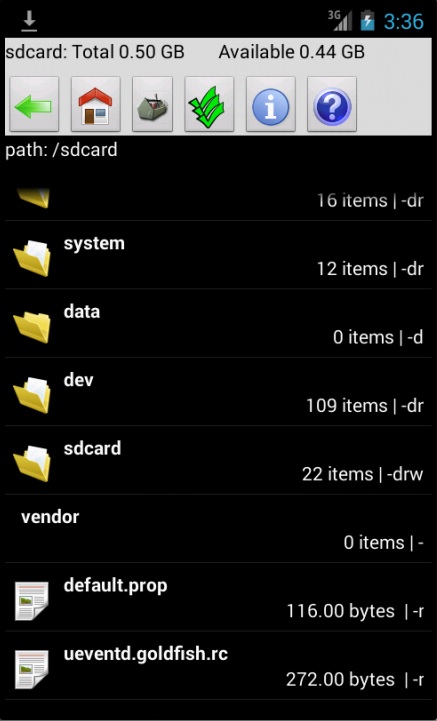 3G 3:36
sdcard: Total 0.50 GB Available 0.44 GB
path: /sdcard
16 items | -dr
system
12 items | -dr
data
0 items | -d
dev
109 items | -dr
sdcard
22 items | -drw
vendor
0 items | -
default.prop
116.00 bytes | -r
ueventd.goldfish.rc
272.00 bytes | -r